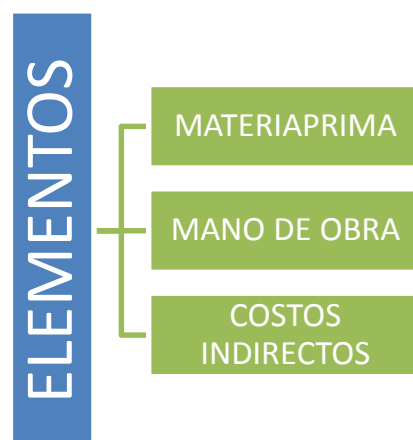 ELEMENTOS
MATERIAPRIMA
MANO DE OBRA
COSTOS
INDIRECTOS